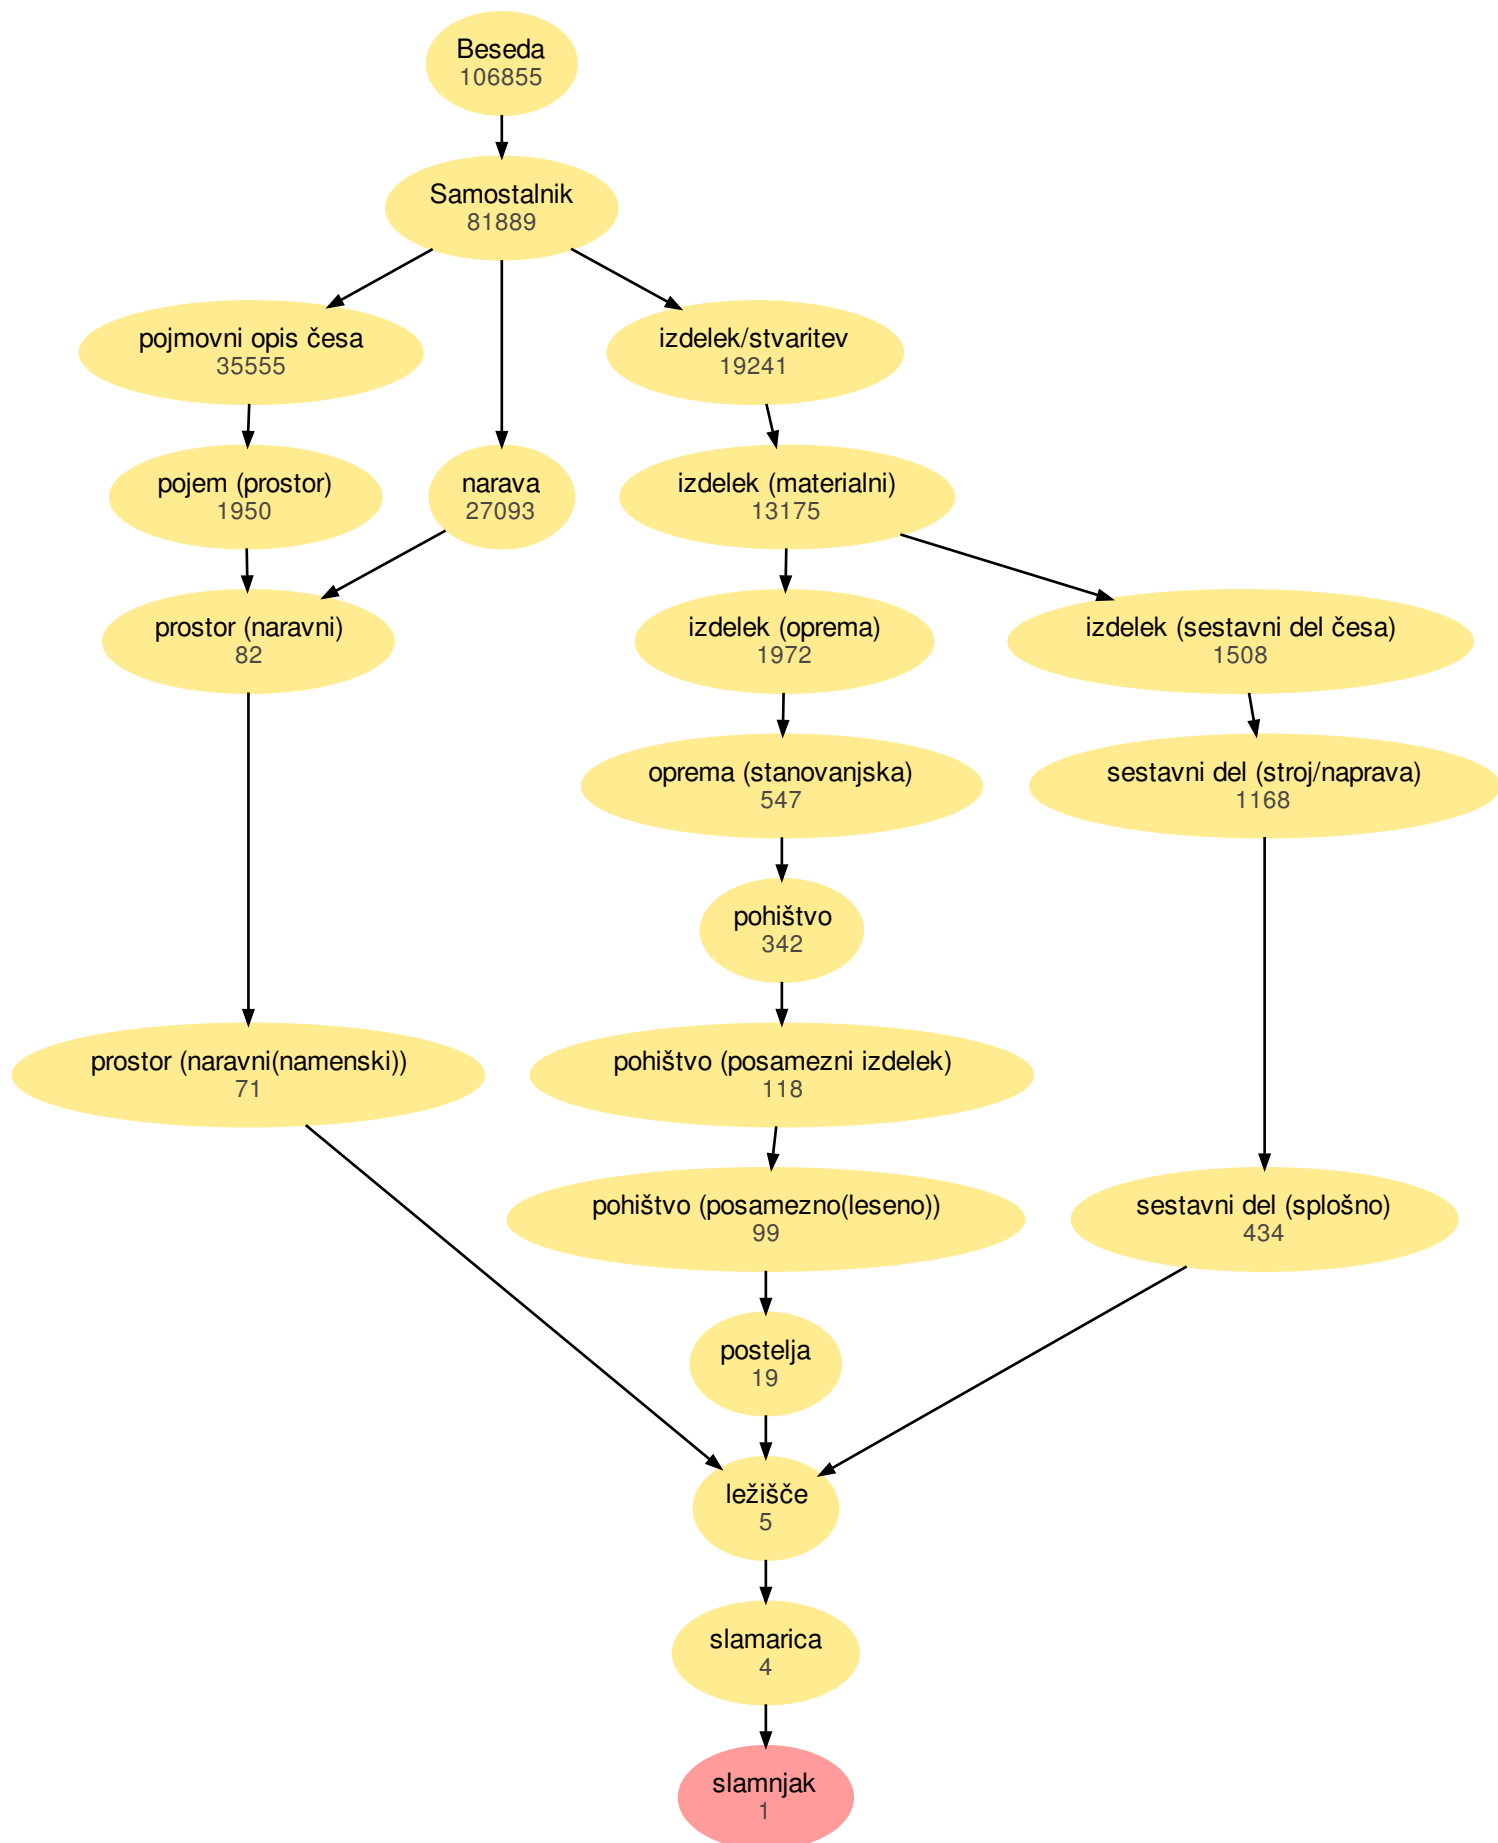 Beseda
106855
Samostalnik
81889
pojmovni opis česa
35555
izdelek/stvaritev
19241
pojem (prostor)
1950
narava
27093
izdelek (materialni)
13175
prostor (naravni)
82
izdelek (oprema)
1972
izdelek (sestavni del česa)
1508
oprema (stanovanjska)
547
sestavni del (stroj/naprava)
1168
pohištvo
342
prostor (naravni(namenski))
71
pohištvo (posamezni izdelek)
118
pohištvo (posamezno(leseno))
99
sestavni del (splošno)
434
postelja
19
ležišče
5
slamarica
4
slamnjak
1